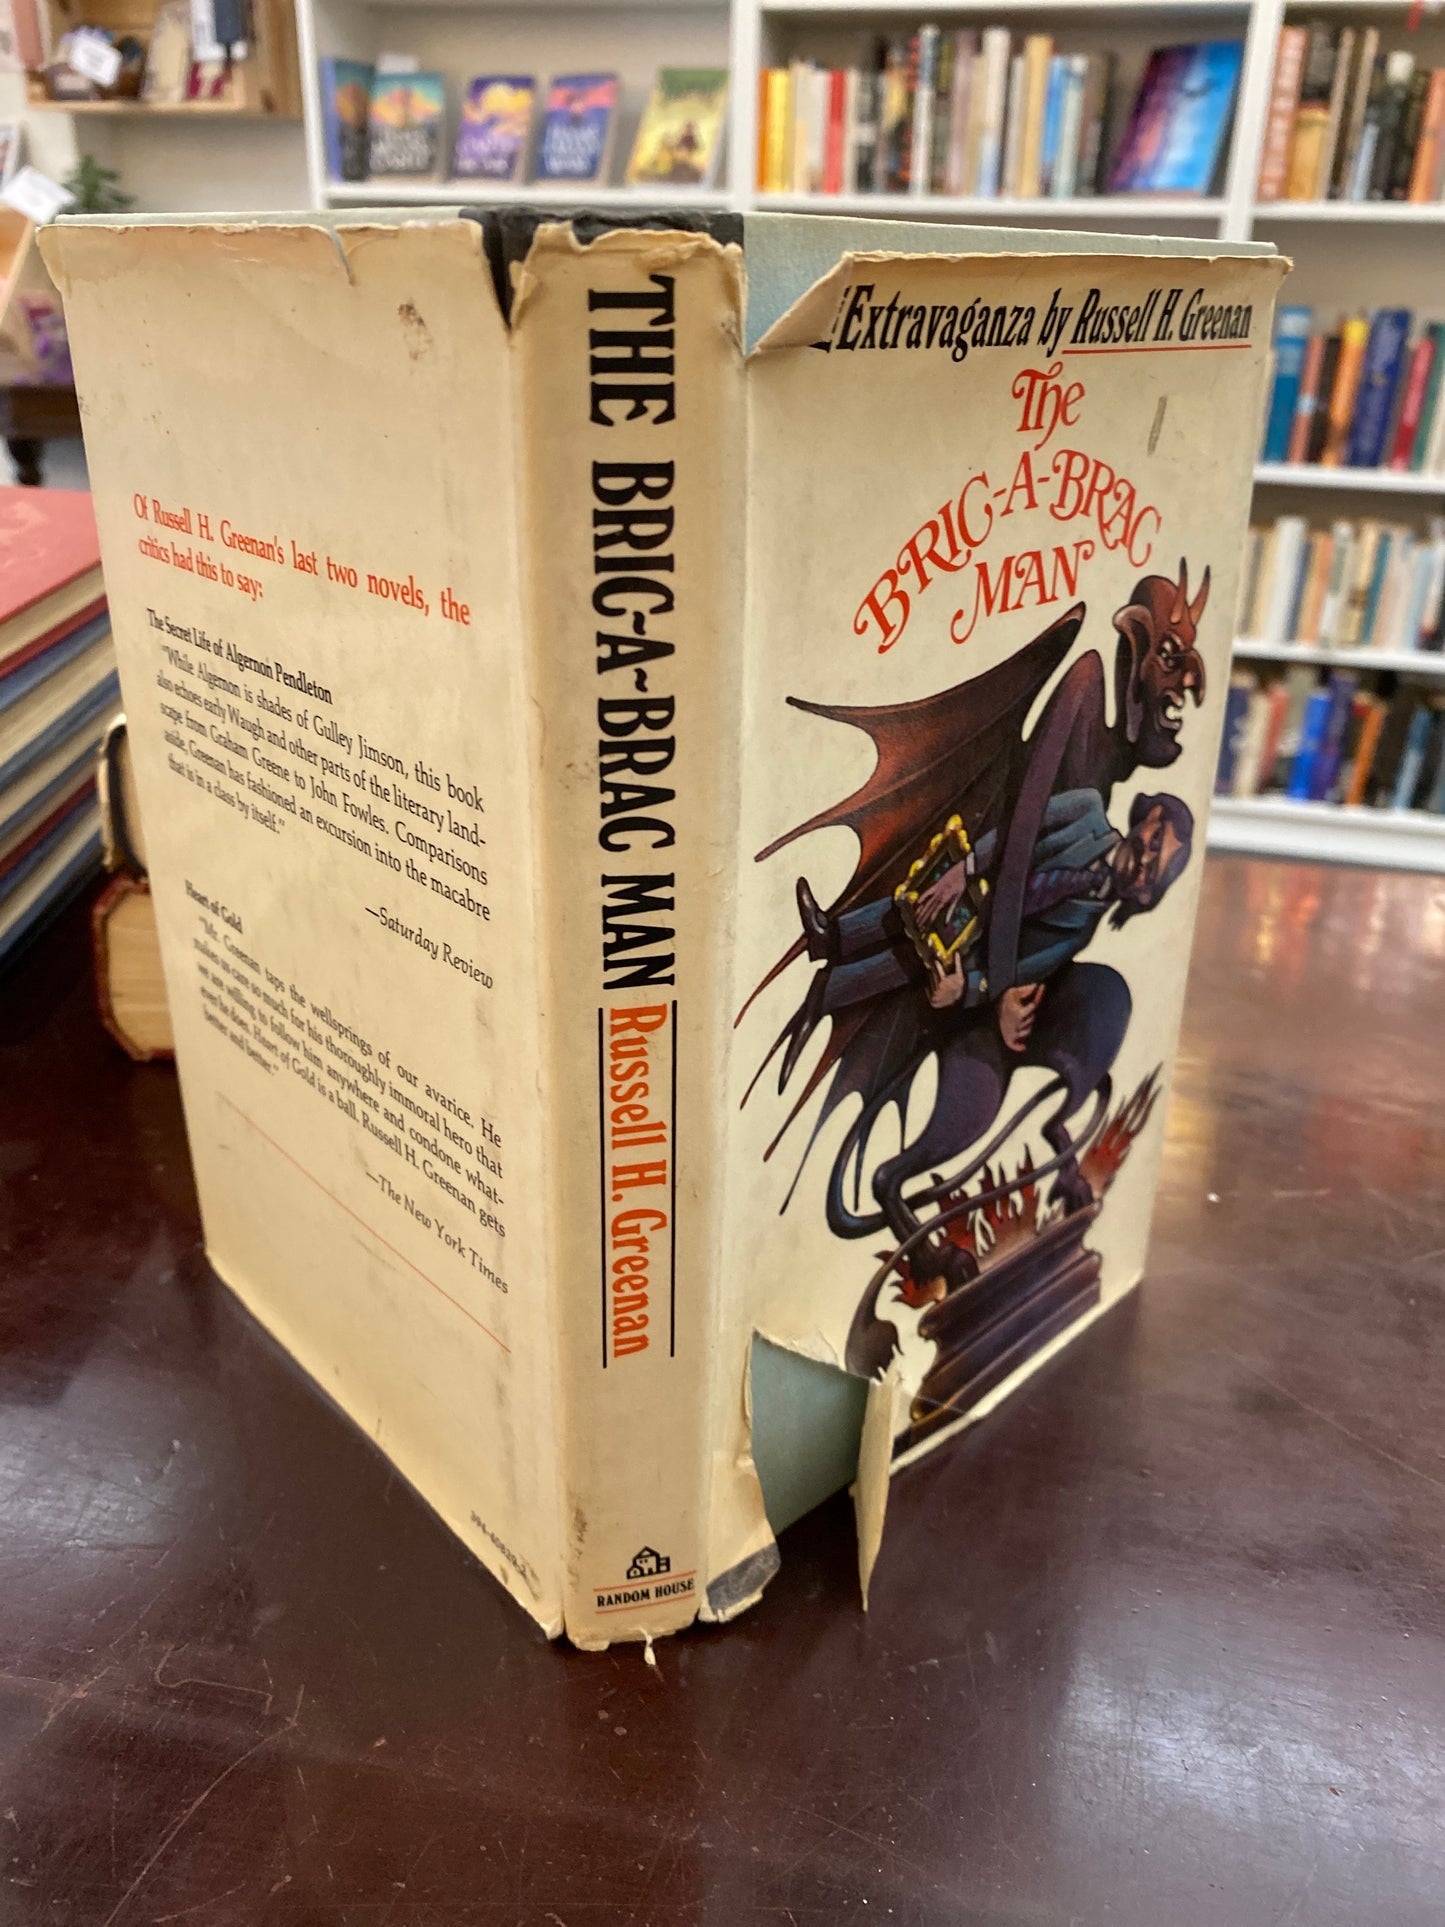 Of Russell H. Greenan's last two novels, the
critics had this to say:
The Secret Life of Algernon Pendleton
"While Algernon is shades of Gulley Jimson, this book
also echoes early Waugh and other parts of the literary land-
scape from Graham Greene to John Fowles. Comparisons
aside, Greenan has fashioned an excursion into the macabre
that is in a class by itself."
—Saturday Review
Heart of Gold
"Mr. Greenan taps the wellsprings of our avarice. He
makes us care so much for his thoroughly immoral hero that
we are willing to follow him anywhere and condone what-
ever he does. Heart of Gold is a ball. Russell H. Greenan gets
better and better."
—The New York Times
THE BRIC-A-BRAC MAN Russell H. Greenan
RANDOM HOUSE
Extravaganza by Russell H. Greenan
The
BRIC-A-BRAC
MAN